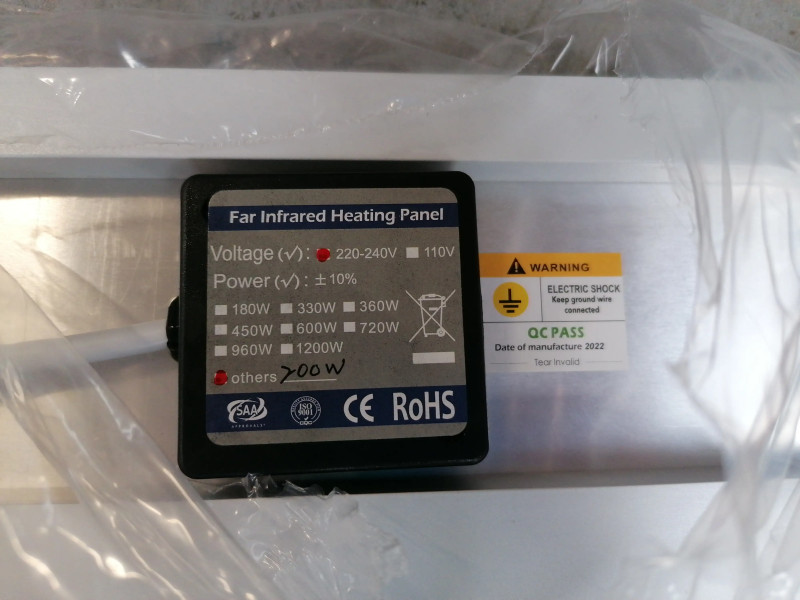 Far Infrared Heating Panel
Voltage (√) : 220-240V 110V
Power (√) : ±10%
180W 330W 360W
450W 600W 720W
960W 1200W
others 200W
SAA
APPROVABLE
ISO
9001
CE RoHS
WARNING
ELECTRIC SHOCK
Keep ground wire
connected
QC PASS
Date of manufacture 2022
Tear Invalid